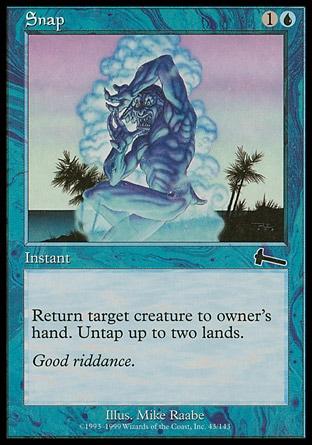 Snap
1
Instant
Return target creature to owner's
hand. Untap up to two lands.
Good riddance.
Illus. Mike Raabe
© 1993-1999 Wizards of the Coast, Inc. 43/143